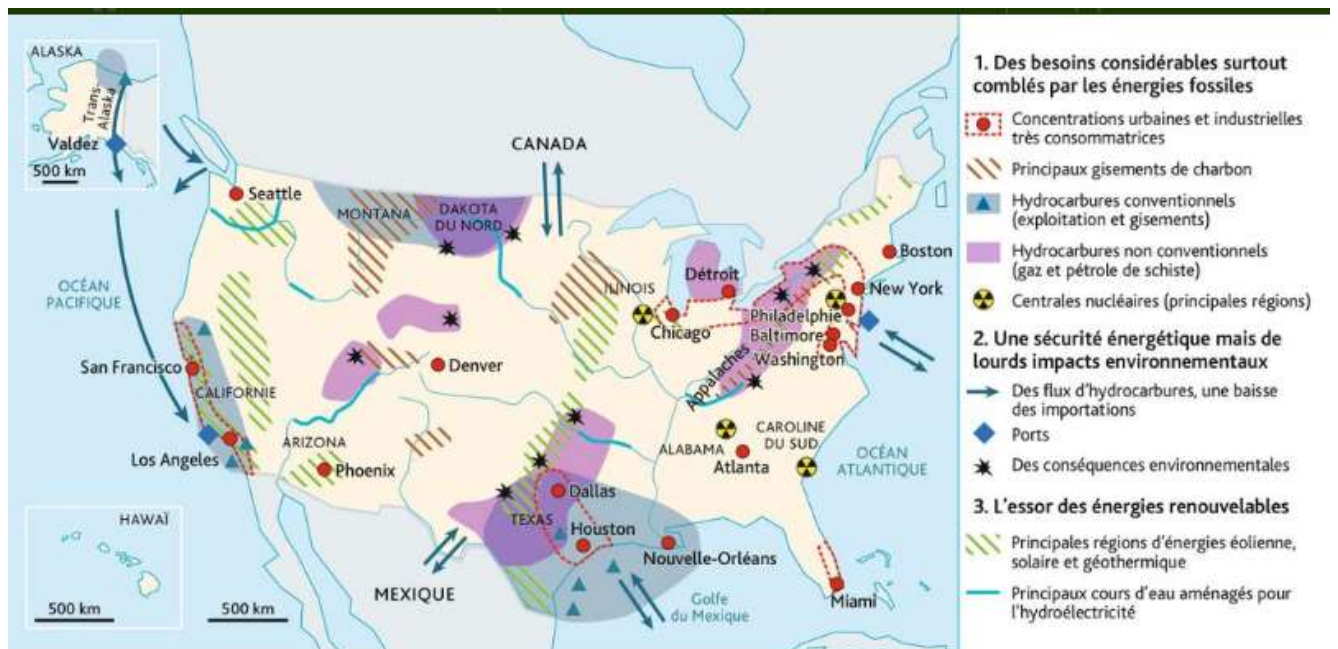 ALASKA
Trans-
Alaska
Valdez
500 km
CANADA
Seattle
MONTANA
DAKOTA
DU NORD
Boston
OCÉAN
PACIFIQUE
Détroit
ILINOIS
New York
Chicago
Philadelphie
Baltimore
Washington
San Francisco
Denver
Appalaches
CALIFORNIE
ARIZONA
ALABAMA
CAROLINE
DU SUD
Los Angeles
Phoenix
Atlanta
OCÉAN
ATLANTIQUE
Dallas
TEXAS
Houston
HAWAÏ
Nouvelle-Orléans
MEXIQUE
Golfe
du Mexique
Miami
500 km
500 km
1. Des besoins considérables surtout
comblés par les énergies fossiles
Concentrations urbaines et industrielles
très consommatrices
Principaux gisements de charbon
Hydrocarbures conventionnels
(exploitation et gisements)
Hydrocarbures non conventionnels
(gaz et pétrole de schiste)
Centrales nucléaires (principales régions)
2. Une sécurité énergétique mais de
lourds impacts environnementaux
Des flux d'hydrocarbures, une baisse
des importations
Ports
Des conséquences environnementales
3. L'essor des énergies renouvelables
Principales régions d'énergies éolienne,
solaire et géothermique
Principaux cours d'eau aménagés pour
l'hydroélectricité